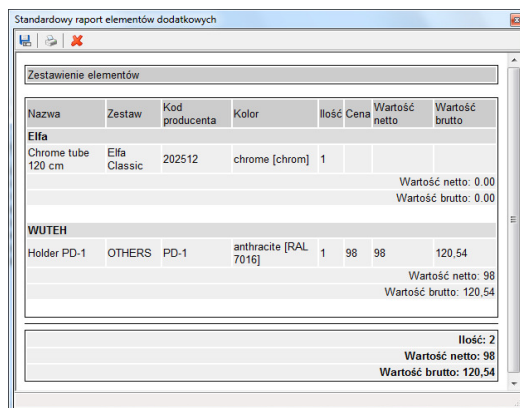 Standardowy raport elementów dodatkowych
Zestawienie elementów
Nazwa Zestaw Kod producenta Kolor Ilość Cena Wartość netto Wartość brutto
Elfa
Chrome tube 120 cm Elfa Classic 202512 chrome [chrom] 1
Wartość netto: 0.00
Wartość brutto: 0.00
WUTEH
Holder PD-1 OTHERS PD-1 anthracite [RAL 7016] 1 98 98 120,54
Wartość netto: 98
Wartość brutto: 120,54
Ilość: 2
Wartość netto: 98
Wartość brutto: 120,54